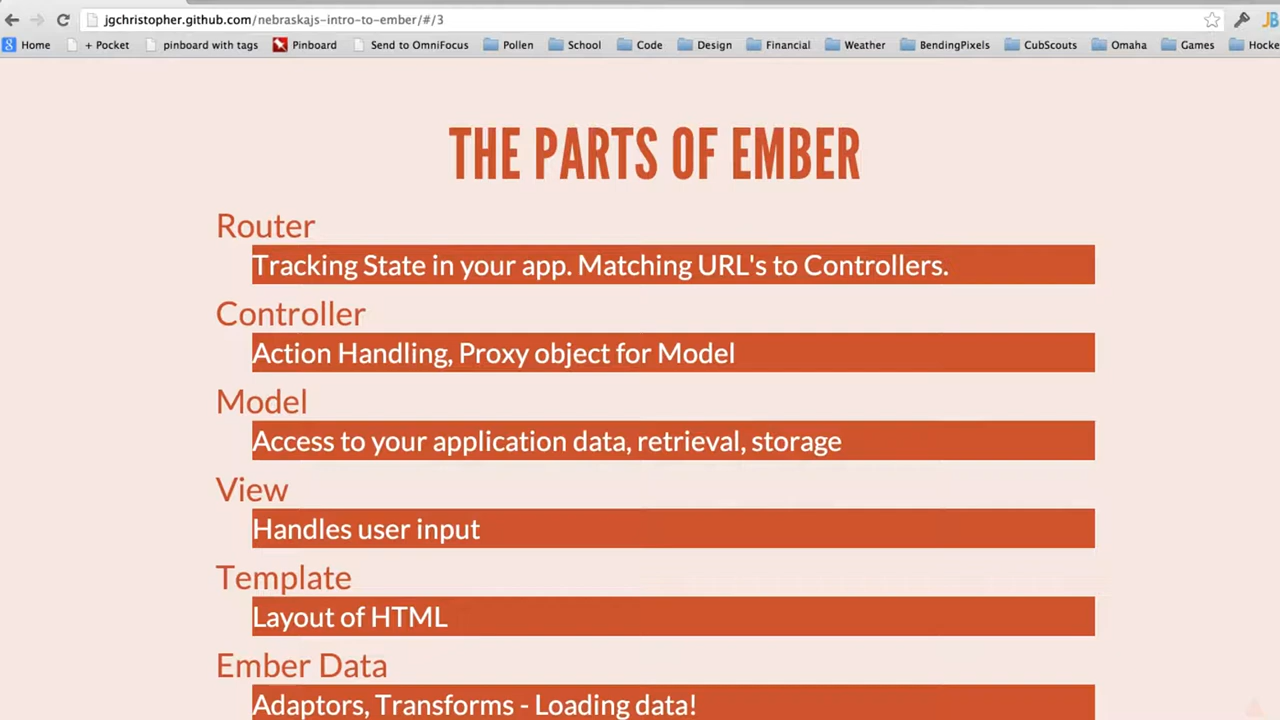 jgchristopher.github.com/nebraskajs-intro-to-ember/#/3
Home + Pocket pinboard with tags Pinboard Send to OmniFocus Pollen School Code Design Financial Weather BendingPixels CubScouts Omaha Games Hocke
THE PARTS OF EMBER
Router
Tracking State in your app. Matching URL's to Controllers.
Controller
Action Handling, Proxy object for Model
Model
Access to your application data, retrieval, storage
View
Handles user input
Template
Layout of HTML
Ember Data
Adaptors, Transforms - Loading data!